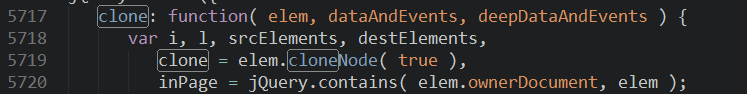 5717 clone: function( elem, dataAndEvents, deepDataAndEvents ) {
5718 var i, l, srcElements, destElements,
5719 clone = elem.cloneNode( true ),
5720 inPage = jQuery.contains( elem.ownerDocument, elem );